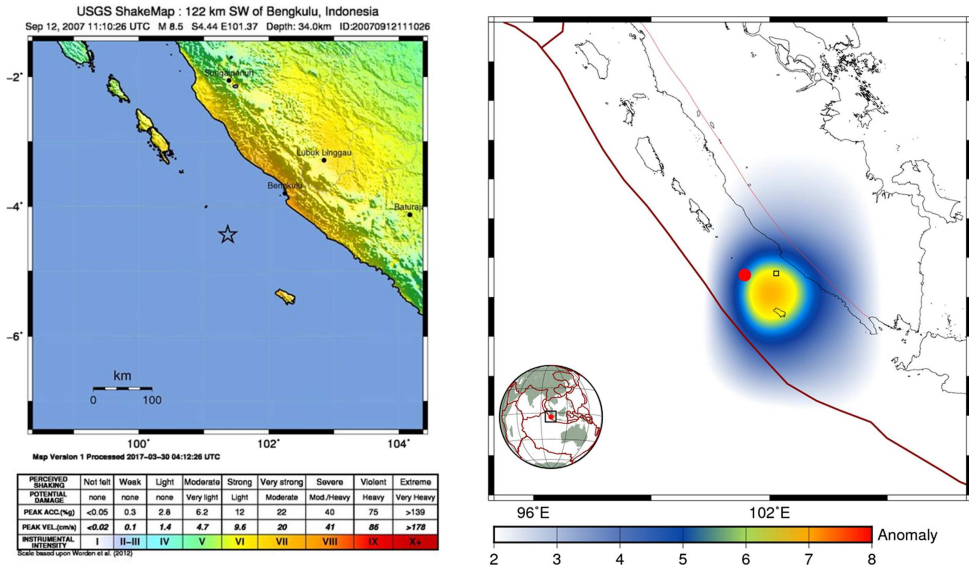 USGS ShakeMap : 122 km SW of Bengkulu, Indonesia
Sep 12, 2007 11:10:26 UTC M 8.5 S4.44 E101.37 Depth: 34.0km ID:200709121110​26
-2°
-4°
-6°
Lubuk Linggau
Bengkulu
Baturaja
km
0 100
100° 102° 104°
Map Version 1 Processed 2017-03-30 04:12:26 UTC
PERCEIVED SHAKING Not felt Weak Light Moderate Strong Very strong Severe Violent Extreme
POTENTIAL DAMAGE none none none Very light Light Moderate Mod./Heavy Heavy Very Heavy
PEAK ACC.(%g) <0.05 0.3 2.8 6.2 12 22 40 75 >139
PEAK VEL.(cm/s) <0.02 0.1 1.4 4.7 9.6 20 41 86 >178
INSTRUMENTAL INTENSITY I II-III IV V VI VII VIII IX X+
Scale based upon Worden et al. (2012)
96°E 102°E
Anomaly
2 3 4 5 6 7 8